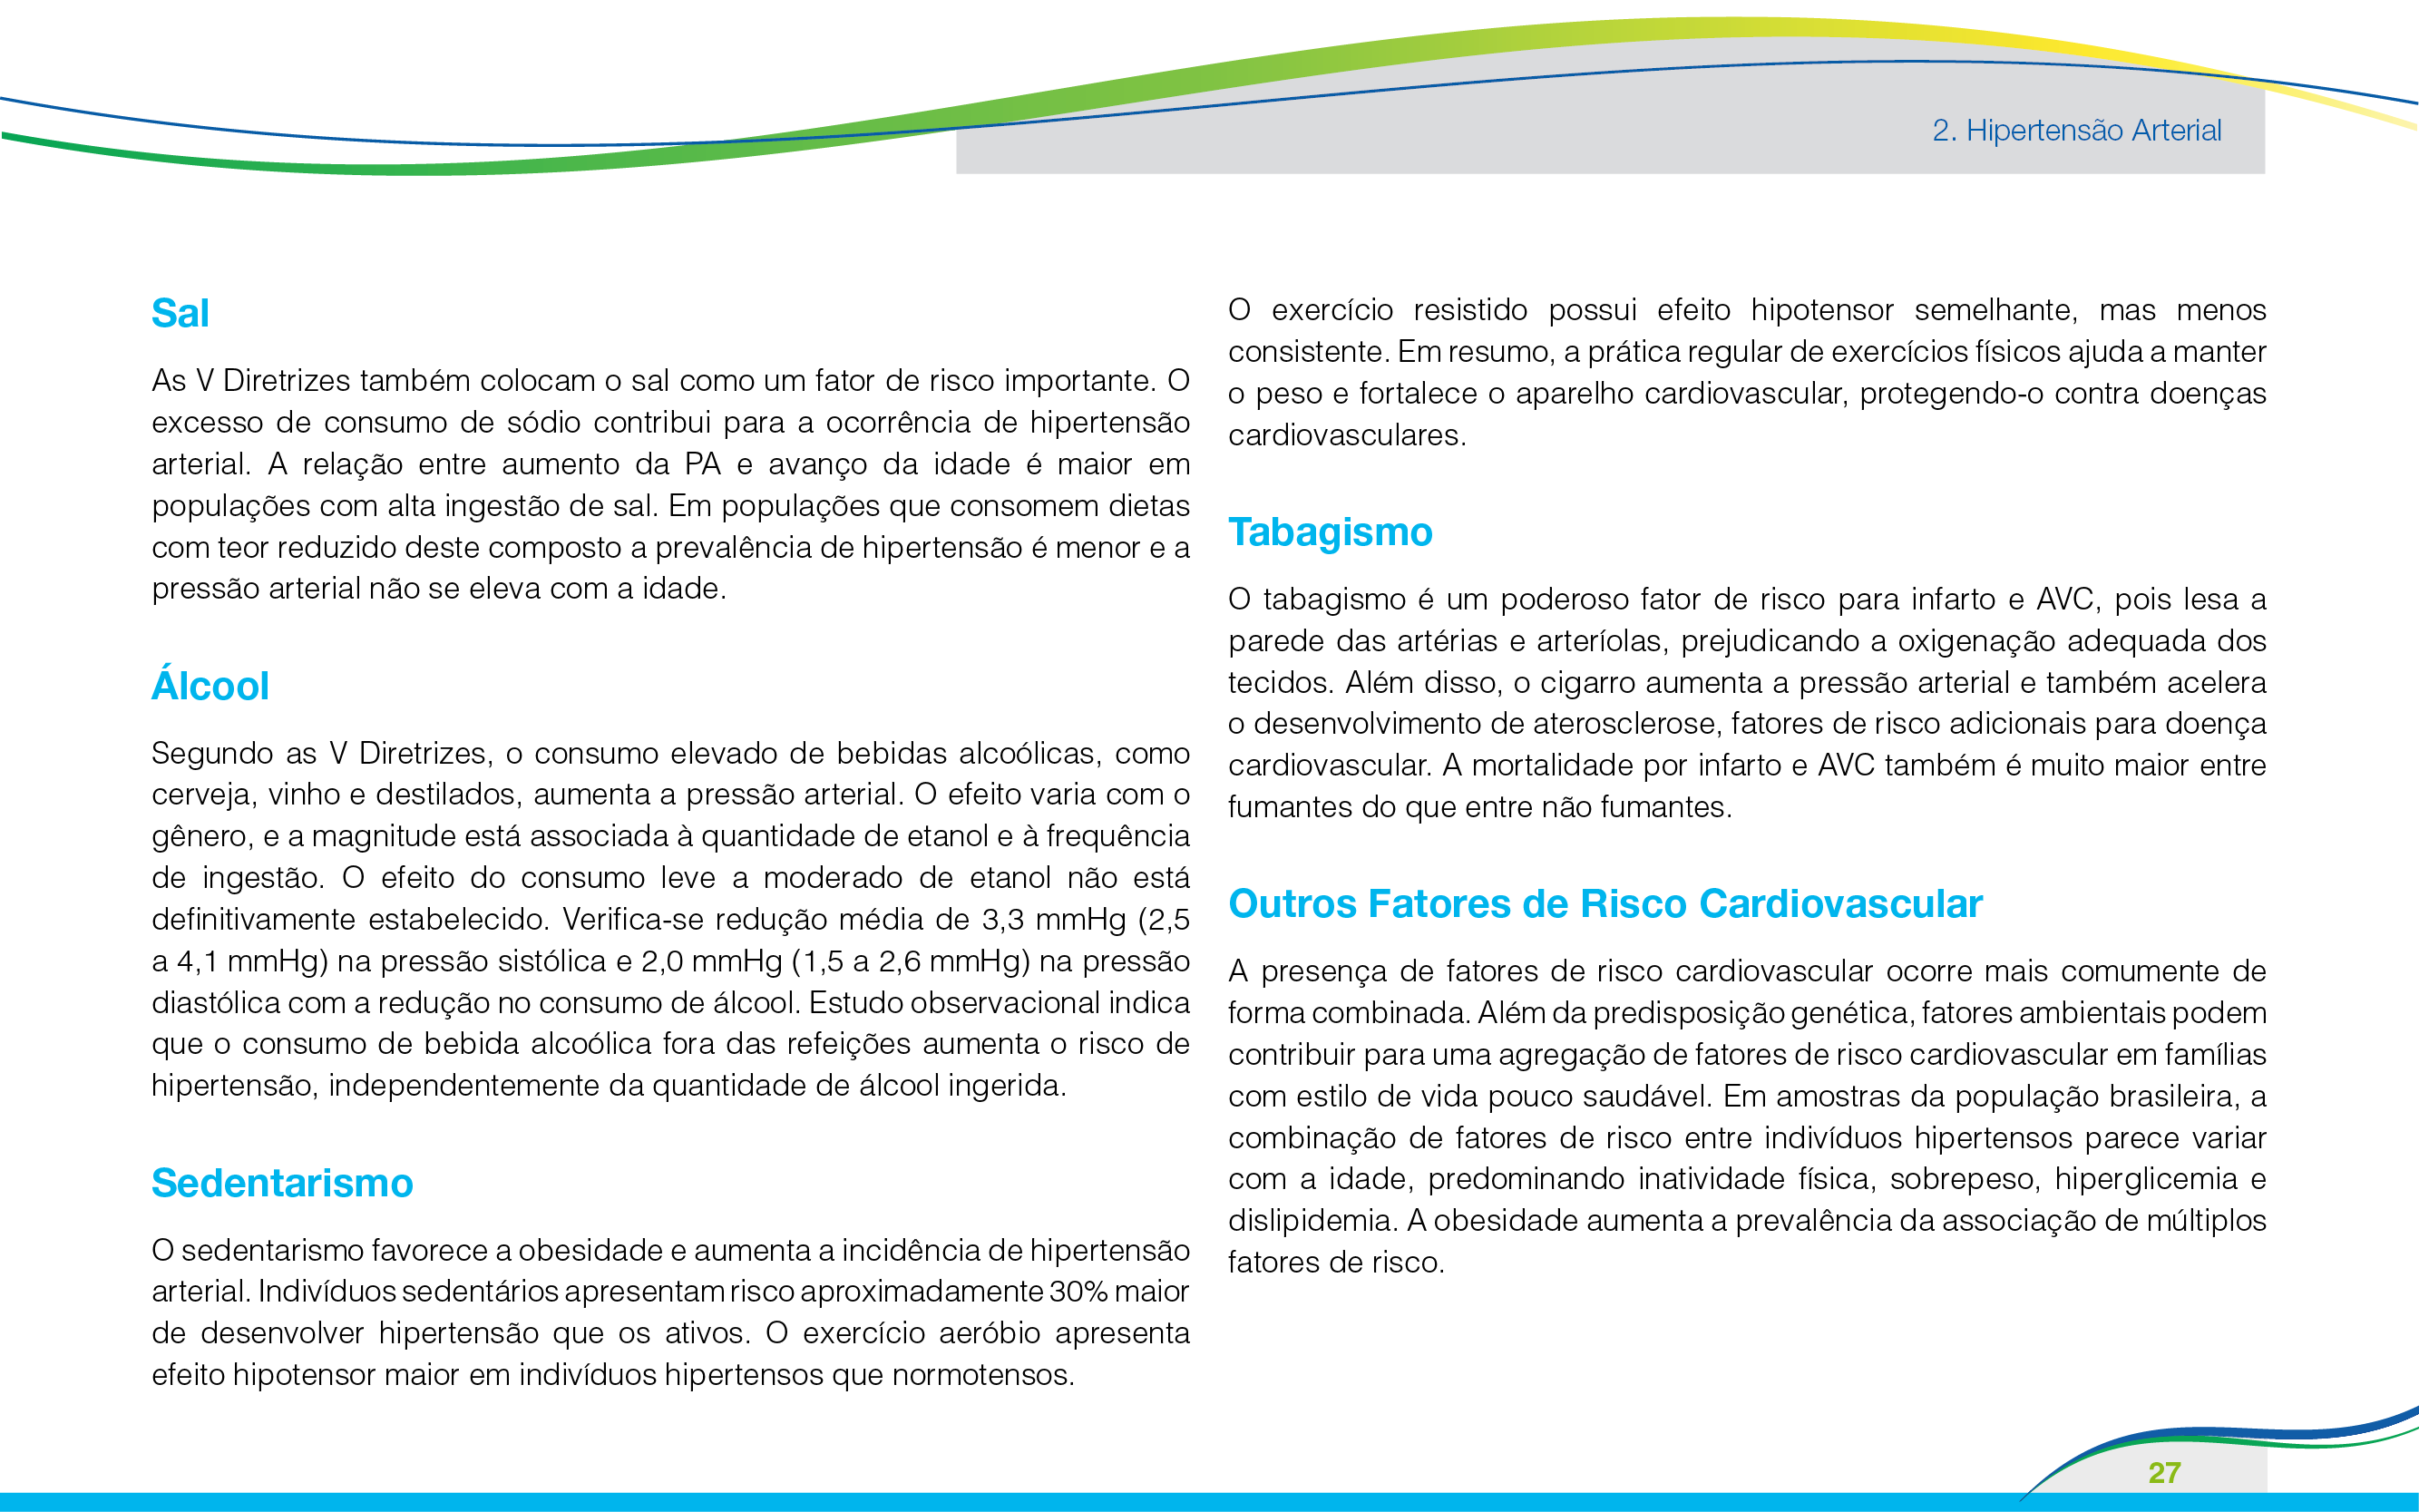 2. Hipertensão Arterial
Sal
As V Diretrizes também colocam o sal como um fator de risco importante. O
excesso de consumo de sódio contribui para a ocorrência de hipertensão
arterial. A relação entre aumento da PA e avanço da idade é maior em
populações com alta ingestão de sal. Em populações que consomem dietas
com teor reduzido deste composto a prevalência de hipertensão é menor e a
pressão arterial não se eleva com a idade.
Álcool
Segundo as V Diretrizes, o consumo elevado de bebidas alcoólicas, como
cerveja, vinho e destilados, aumenta a pressão arterial. O efeito varia com o
gênero, e a magnitude está associada à quantidade de etanol e à frequência
de ingestão. O efeito do consumo leve a moderado de etanol não está
definitivamente estabelecido. Verifica-se redução média de 3,3 mmHg (2,5
a 4,1 mmHg) na pressão sistólica e 2,0 mmHg (1,5 a 2,6 mmHg) na pressão
diastólica com a redução no consumo de álcool. Estudo observacional indica
que o consumo de bebida alcoólica fora das refeições aumenta o risco de
hipertensão, independentemente da quantidade de álcool ingerida.
Sedentarismo
O sedentarismo favorece a obesidade e aumenta a incidência de hipertensão
arterial. Indivíduos sedentários apresentam risco aproximadamente 30% maior
de desenvolver hipertensão que os ativos. O exercício aeróbio apresenta
efeito hipotensor maior em indivíduos hipertensos que normotensos.
O exercício resistido possui efeito hipotensor semelhante, mas menos
consistente. Em resumo, a prática regular de exercícios físicos ajuda a manter
o peso e fortalece o aparelho cardiovascular, protegendo-o contra doenças
cardiovasculares.
Tabagismo
O tabagismo é um poderoso fator de risco para infarto e AVC, pois lesa a
parede das artérias e arteríolas, prejudicando a oxigenação adequada dos
tecidos. Além disso, o cigarro aumenta a pressão arterial e também acelera
o desenvolvimento de aterosclerose, fatores de risco adicionais para doença
cardiovascular. A mortalidade por infarto e AVC também é muito maior entre
fumantes do que entre não fumantes.
Outros Fatores de Risco Cardiovascular
A presença de fatores de risco cardiovascular ocorre mais comumente de
forma combinada. Além da predisposição genética, fatores ambientais podem
contribuir para uma agregação de fatores de risco cardiovascular em famílias
com estilo de vida pouco saudável. Em amostras da população brasileira, a
combinação de fatores de risco entre indivíduos hipertensos parece variar
com a idade, predominando inatividade física, sobrepeso, hiperglicemia e
dislipidemia. A obesidade aumenta a prevalência da associação de múltiplos
fatores de risco.
27